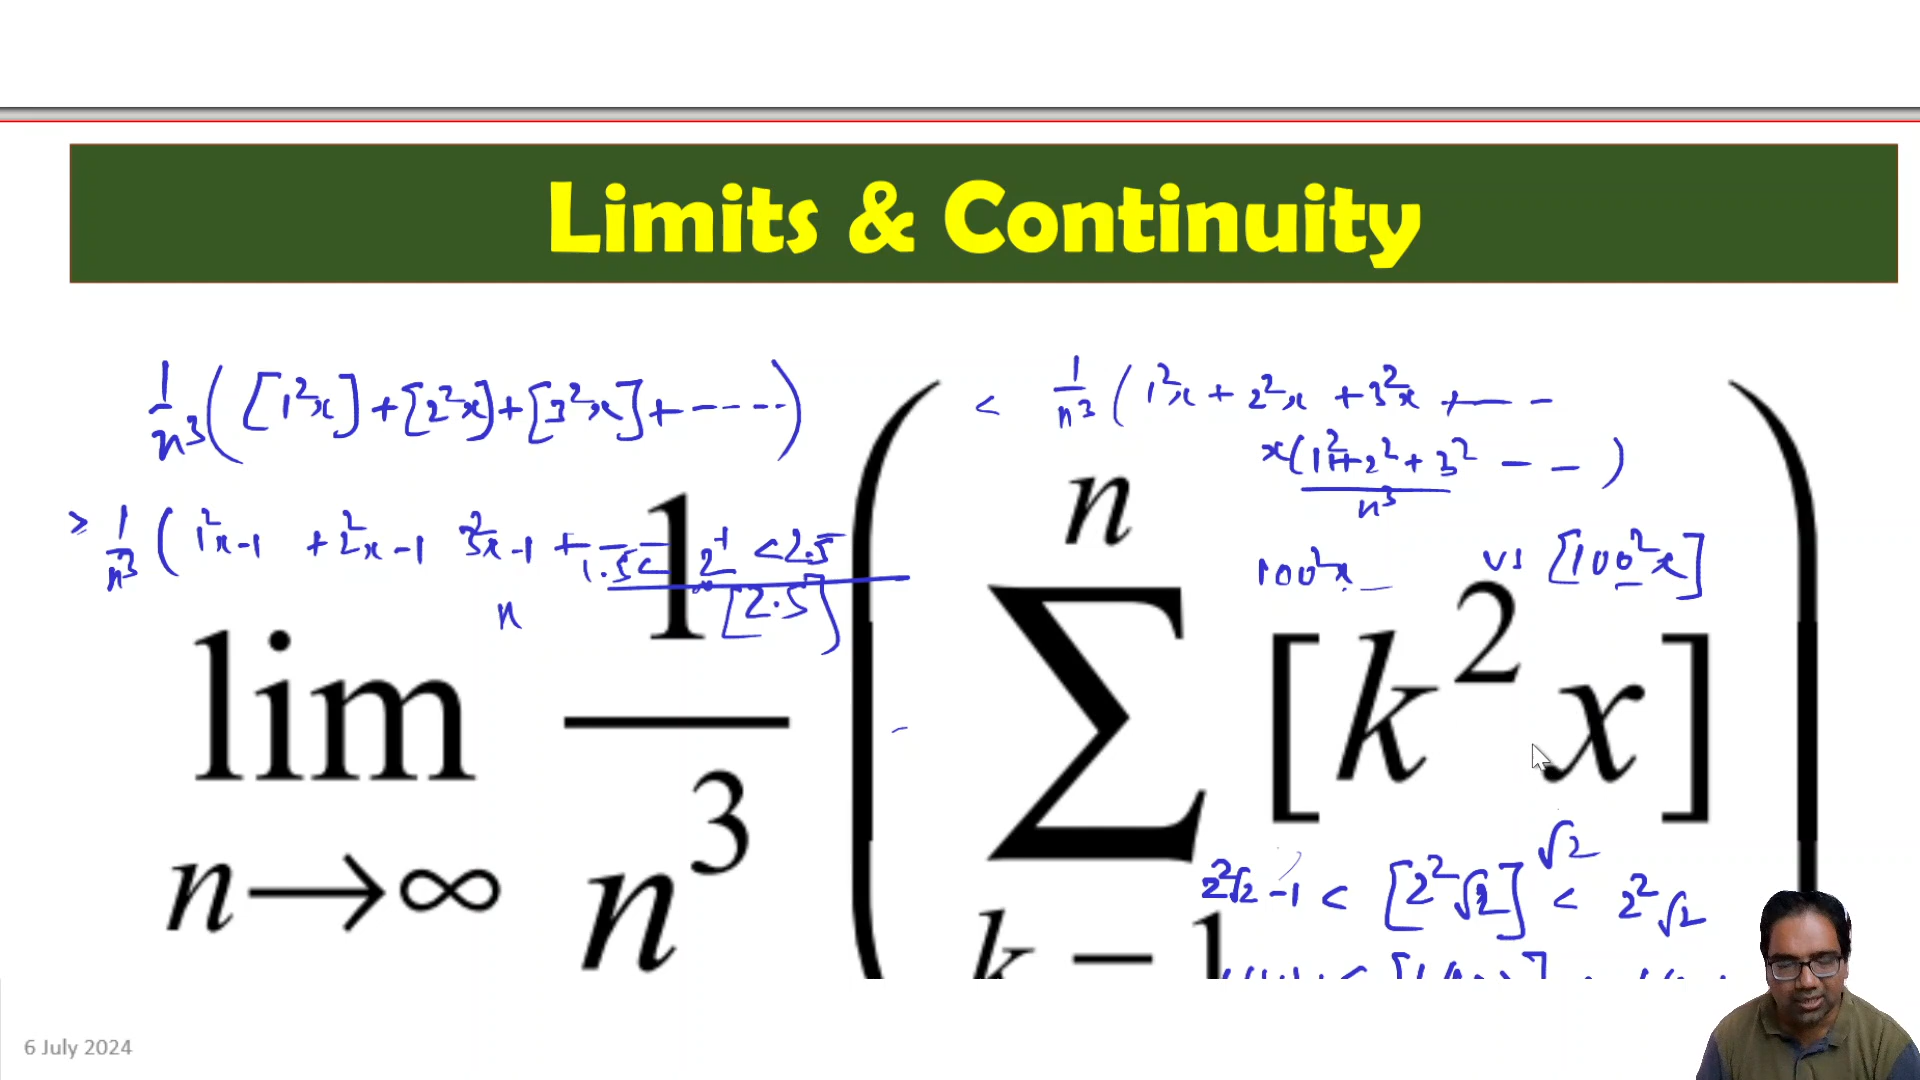 Limits & Continuity
1/n³ ([1²x] + [2²x] + [3²x] + -----) < 1/n³ (1²x + 2²x + 3²x + ---
x(1²+2²+3² -- )
n³
> 1/n³ (1²x-1 + 2²x-1 3²x-1 + --
1.5< 2 <2.5
[2.5]
n
100²x vs [100²x]
lim n→∞ 1/n³ ( ∑ n k = 1 [k²x] )
√2
2²√2 -1 < [2²√2] < 2²√2
6 July 2024